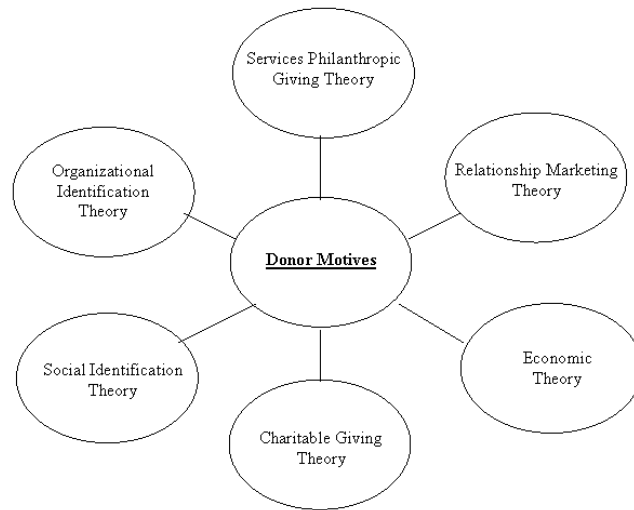 Services Philanthropic
Giving Theory
Organizational
Identification
Theory
Relationship Marketing
Theory
Donor Motives
Social Identification
Theory
Economic
Theory
Charitable Giving
Theory